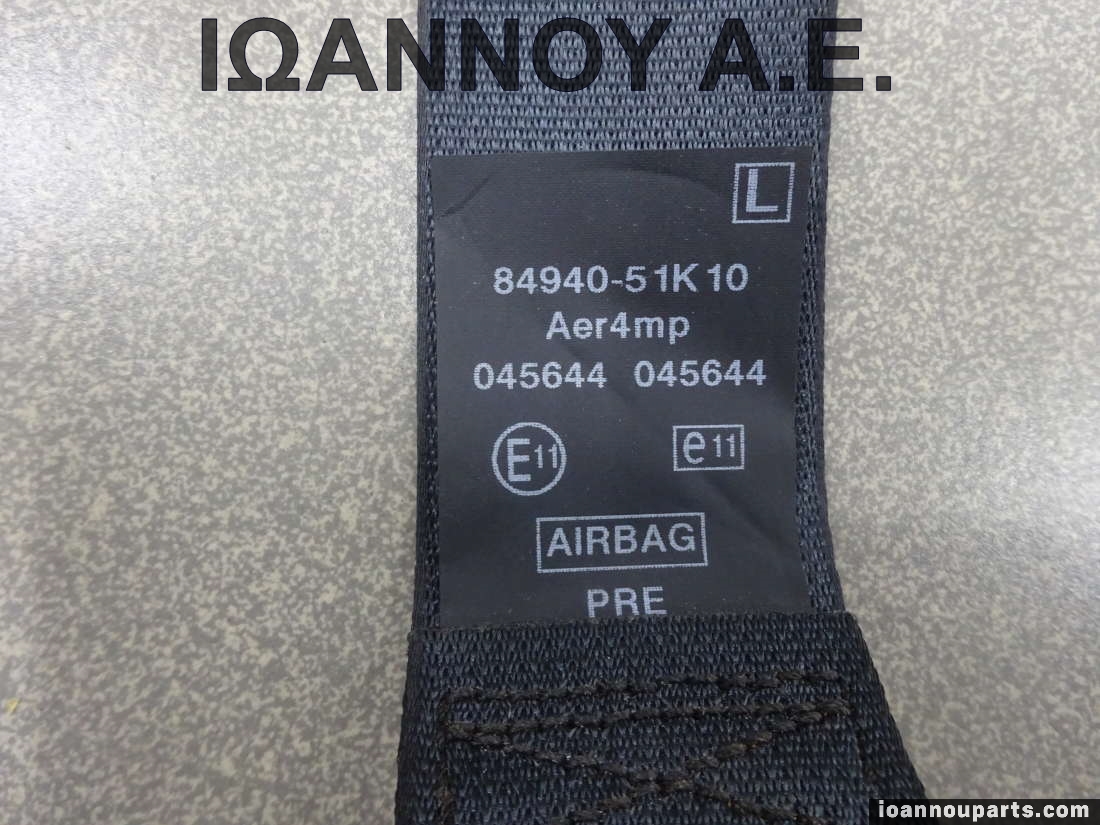 ΙΩΑΝΝΟΥ Α.Ε.
L
84940-51K10
Aer4mp
045644 045644
E11 e11
AIRBAG
PRE
ioannouparts.com